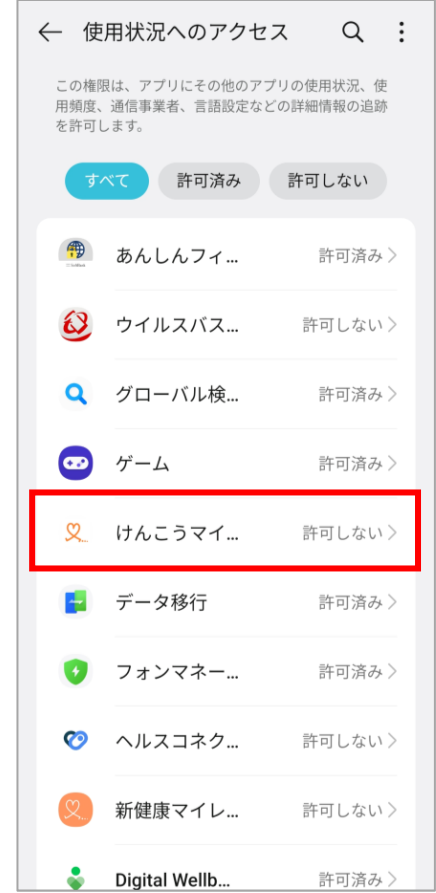 使用状況へのアクセス
この権限は、アプリにその他のアプリの使用状況、使
用頻度、通信事業者、言語設定などの詳細情報の追跡
を許可します。
すべて 許可済み 許可しない
あんしんフィ... 許可済み
ウイルスバス... 許可しない
グローバル検... 許可済み
ゲーム 許可済み
けんこうマイ... 許可しない
データ移行 許可済み
フォンマネー... 許可済み
ヘルスコネク... 許可しない
新健康マイレ... 許可しない
Digital Wellb... 許可済み